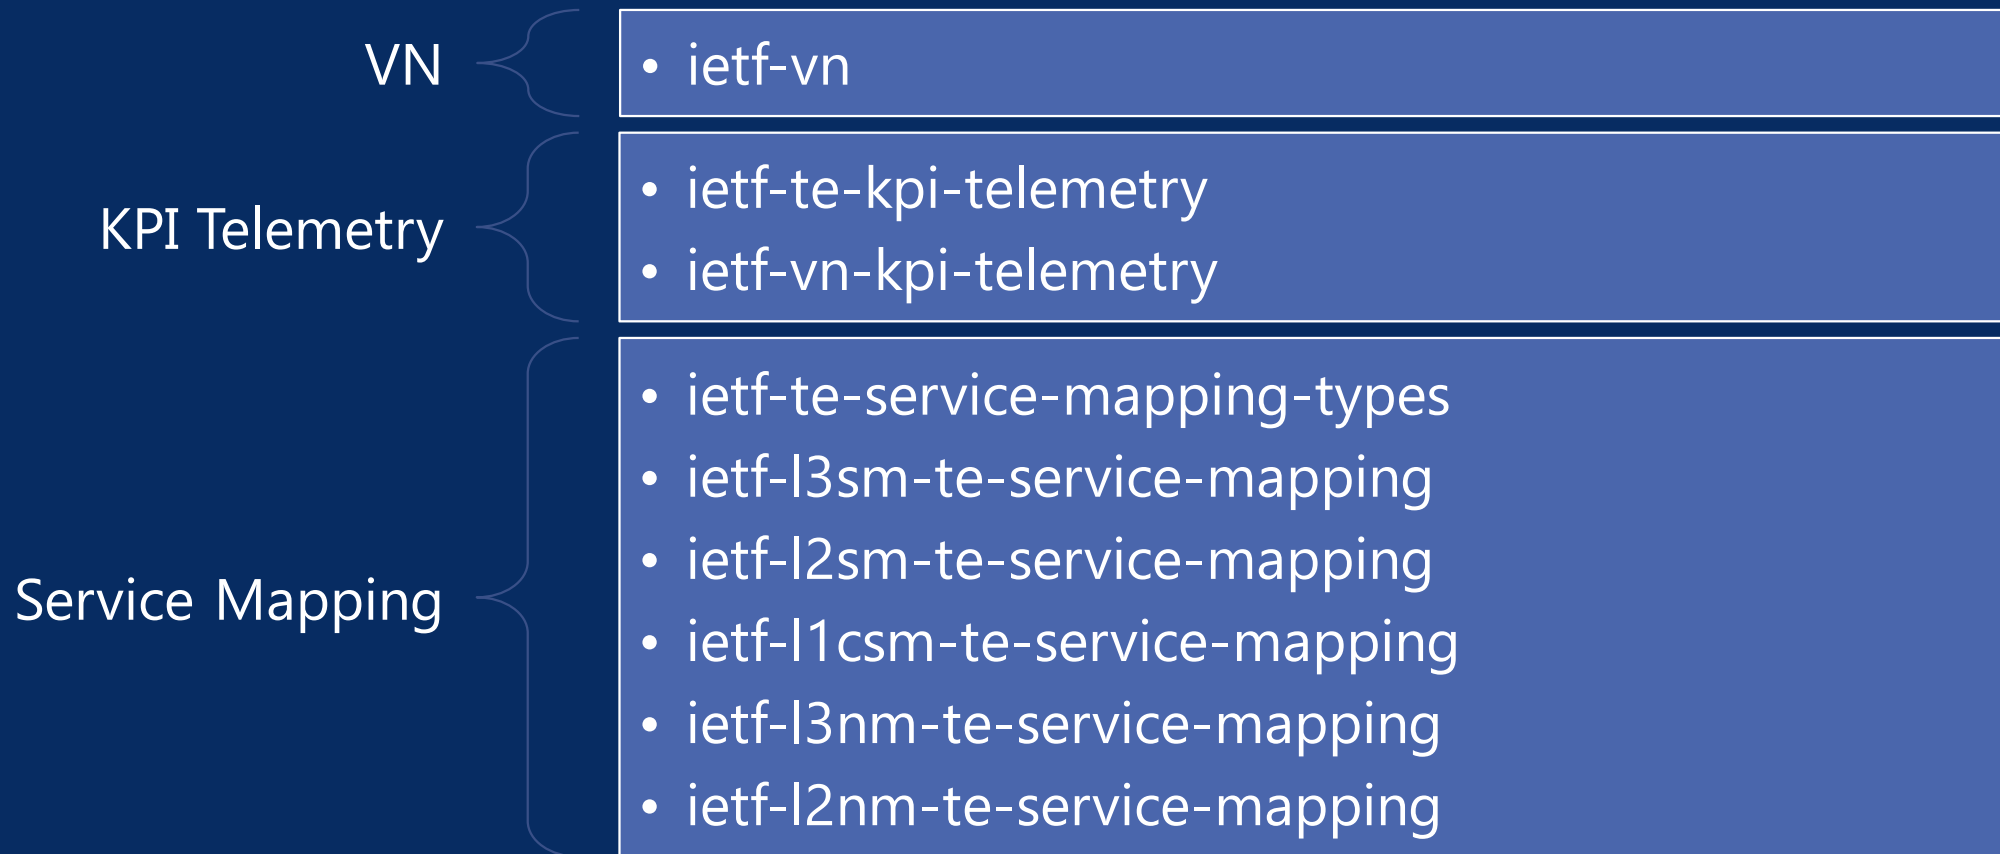 VN
• ietf-vn
KPI Telemetry
• ietf-te-kpi-telemetry
• ietf-vn-kpi-telemetry
Service Mapping
• ietf-te-service-mapping-types
• ietf-l3sm-te-service-mapping
• ietf-l2sm-te-service-mapping
• ietf-l1csm-te-service-mapping
• ietf-l3nm-te-service-mapping
• ietf-l2nm-te-service-mapping